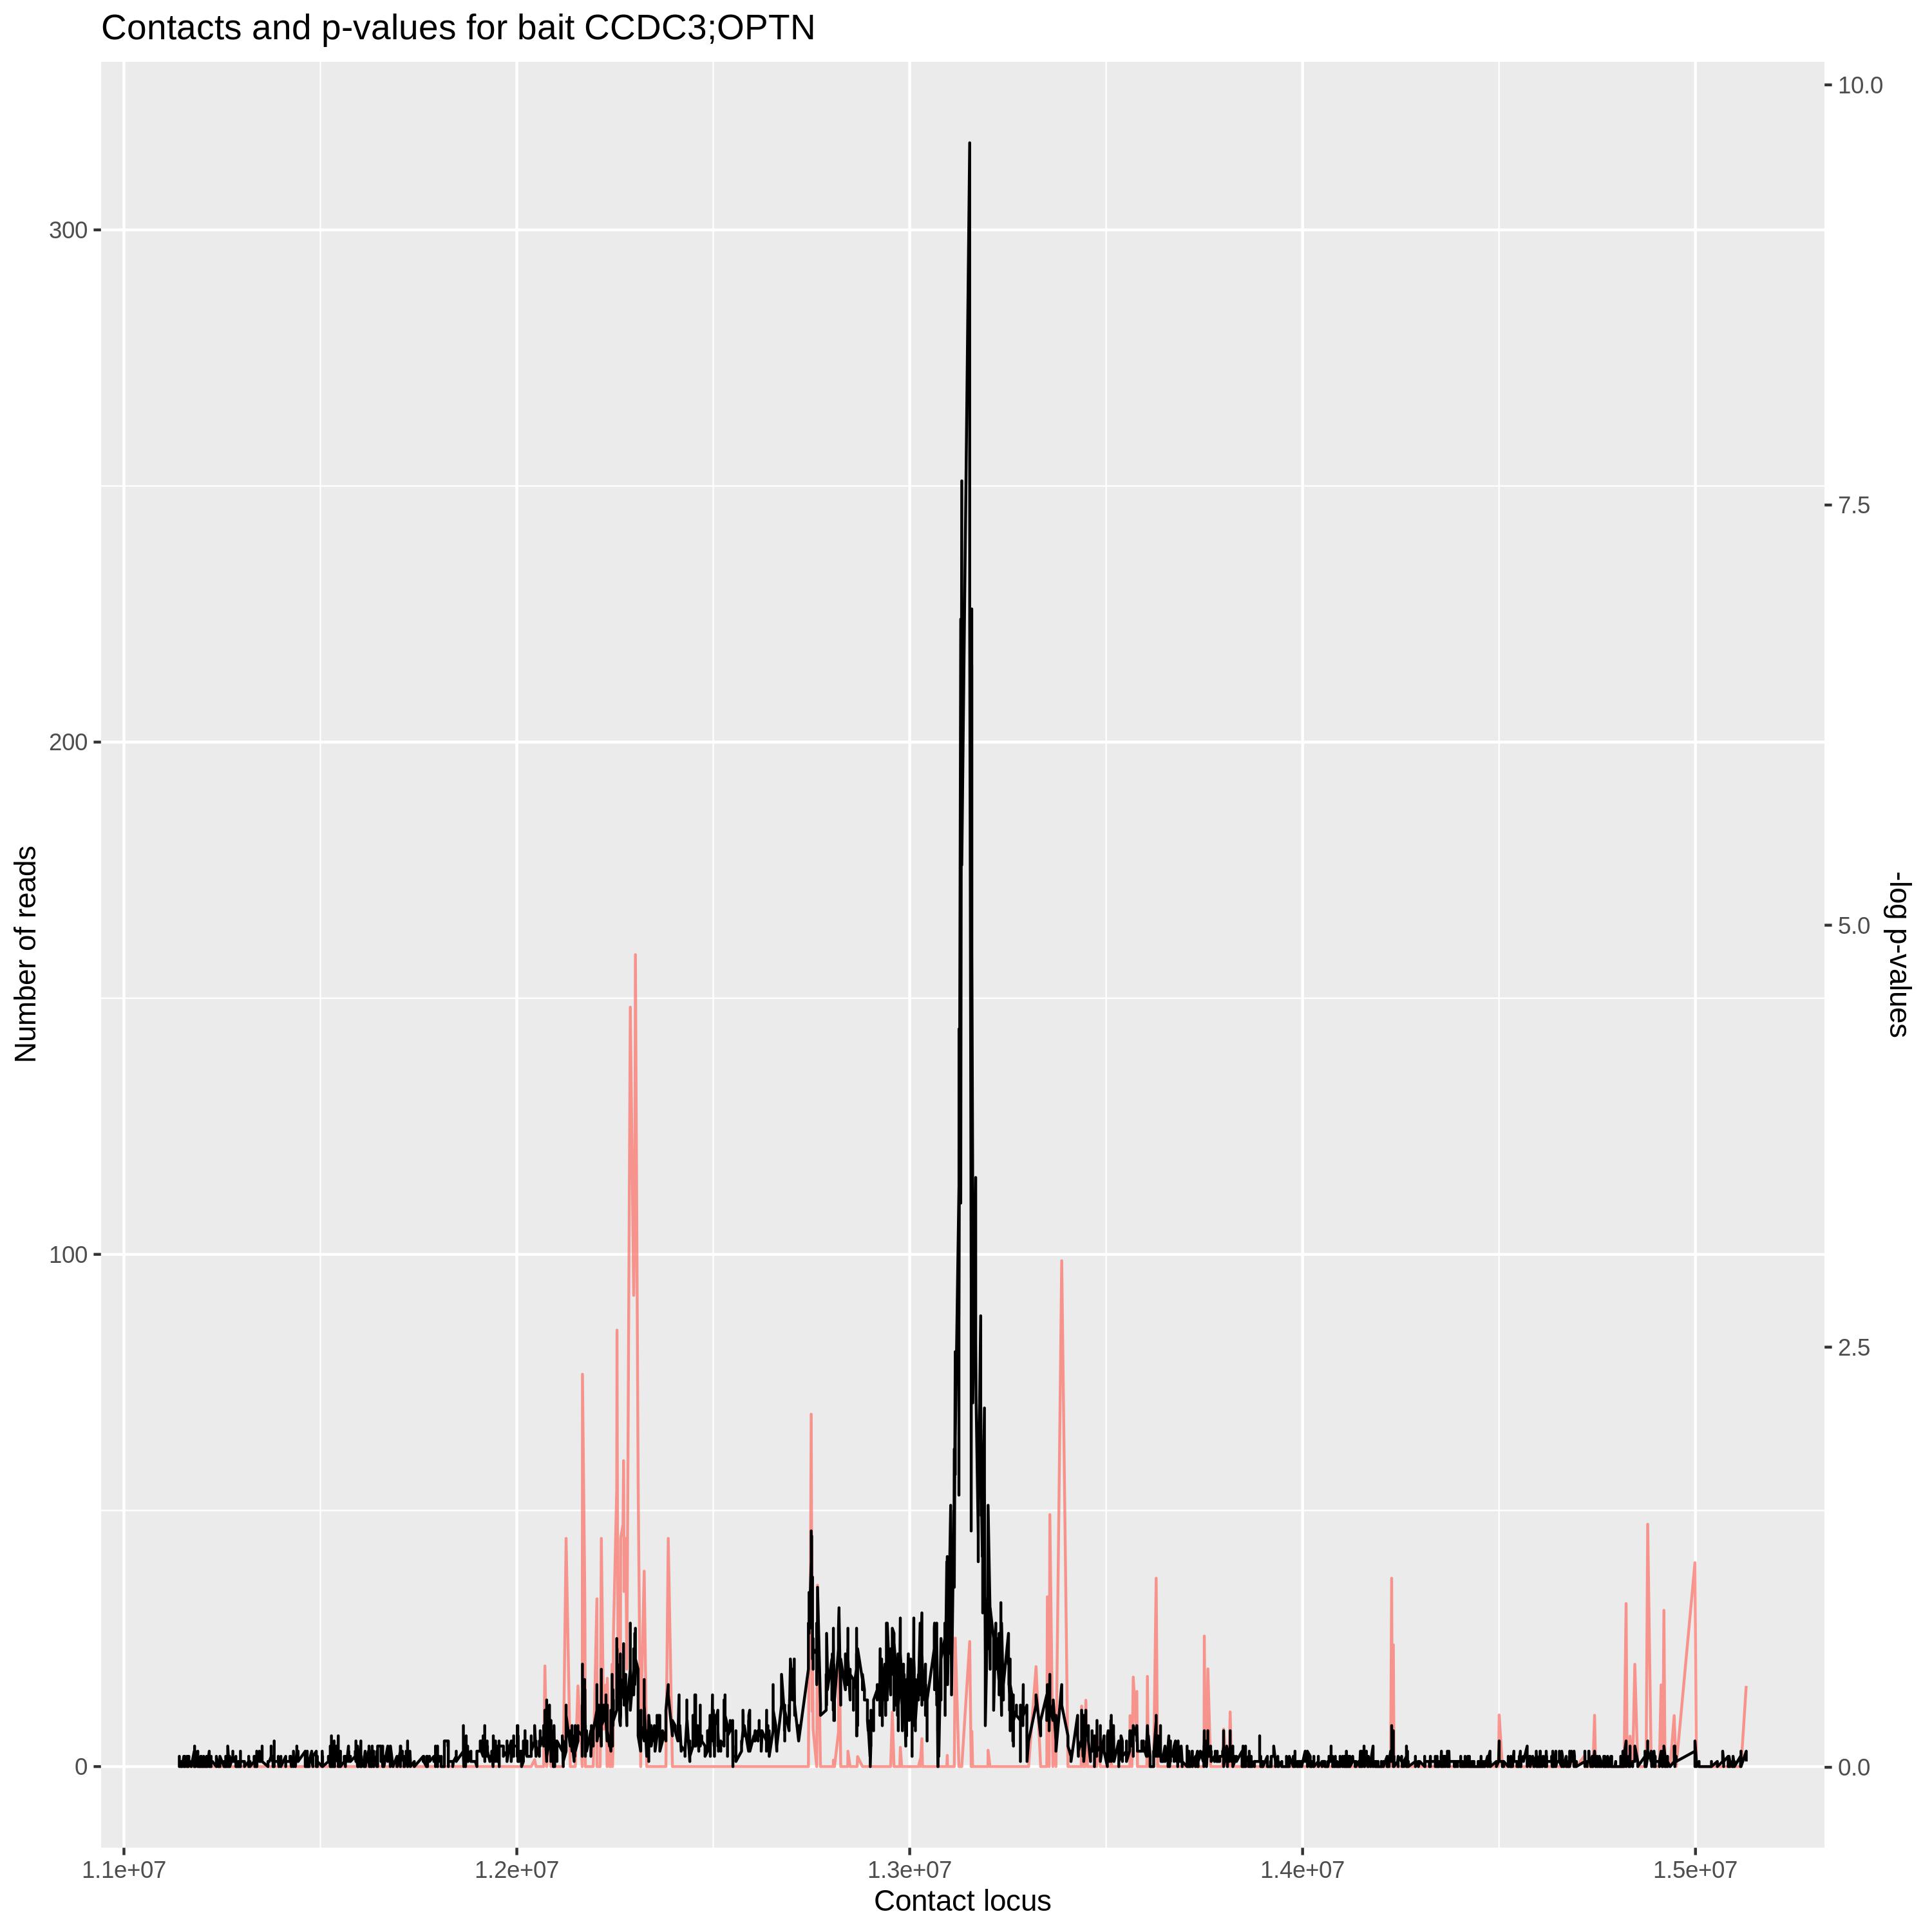 Contacts and p-values for bait CCDC3;OPTN
300
200
100
0
Number of reads
10.0
7.5
5.0
2.5
0.0
-log p-values
1.1e+07
1.2e+07
1.3e+07
1.4e+07
1.5e+07
Contact locus